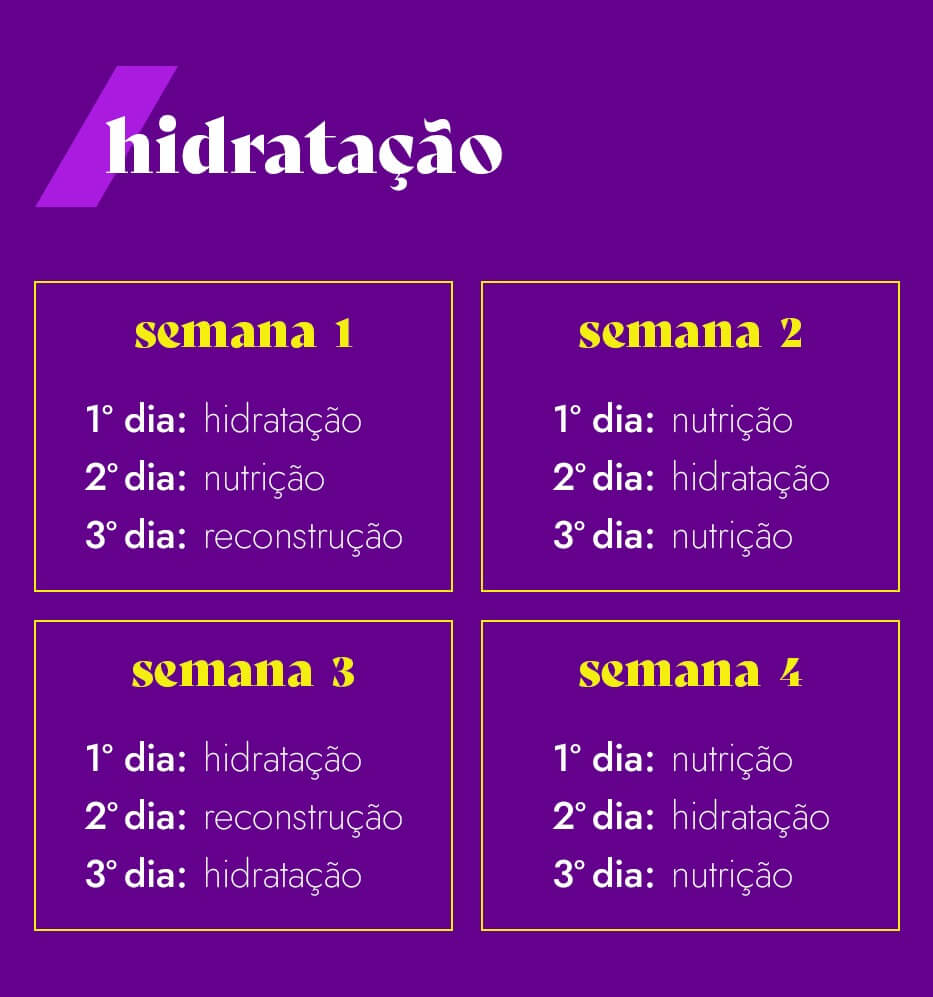 hidratação
semana 1
1° dia: hidratação
2° dia: nutrição
3° dia: reconstrução
semana 2
1° dia: nutrição
2° dia: hidratação
3° dia: nutrição
semana 3
1° dia: hidratação
2° dia: reconstrução
3° dia: hidratação
semana 4
1° dia: nutrição
2° dia: hidratação
3° dia: nutrição